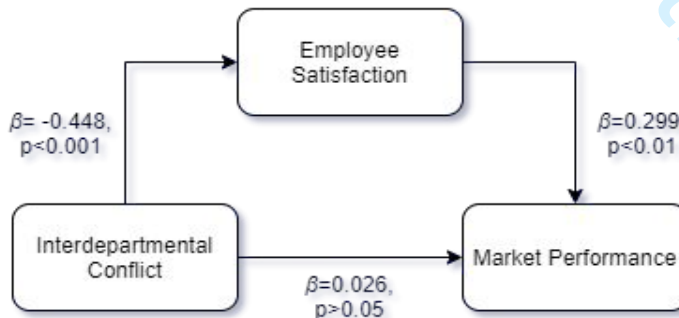 Employee
Satisfaction
β= -0.448,
p<0.001
β=0.299
p<0.01
Interdepartmental
Conflict
Market Performance
β=0.026,
p>0.05